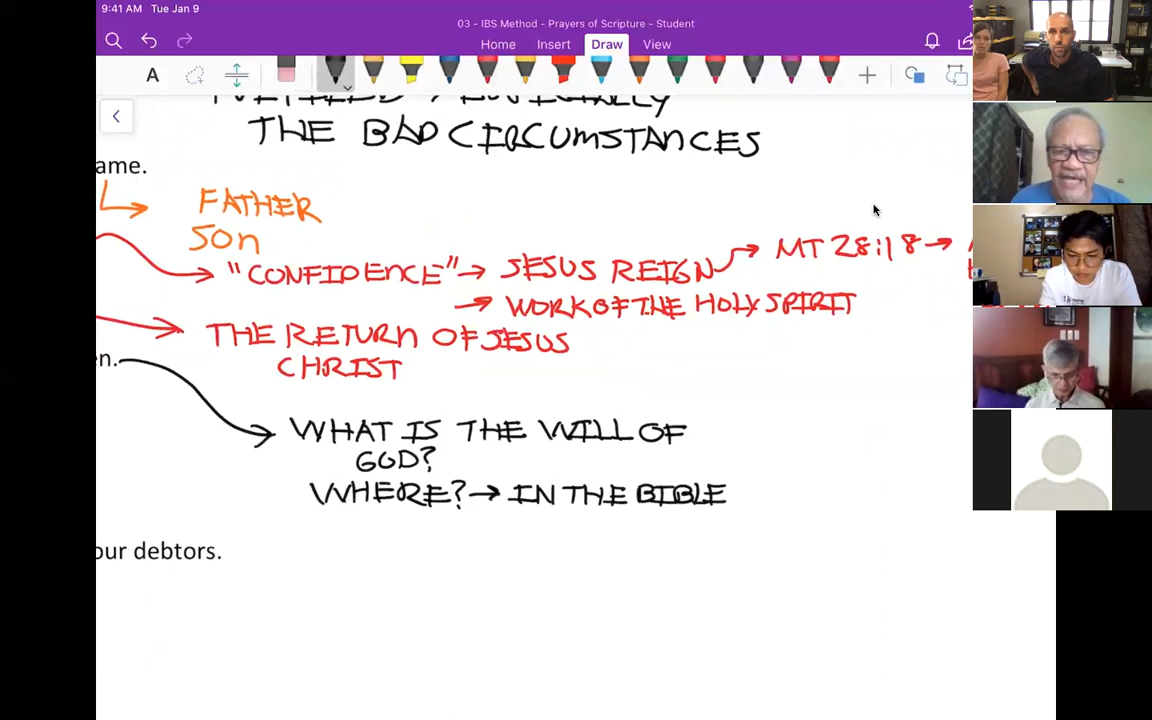 9:41 AM Tue Jan 9
03 - IBS Method - Prayers of Scripture - Student
Home Insert Draw View
A
THE BAD CIRCUMSTANCES
ame.
FATHER
SON
"CONFIDENCE" → JESUS REIGN → MT 28:18 →
→ WORK OF THE HOLY SPIRIT
THE RETURN OF JESUS
CHRIST
en.
WHAT IS THE WILL OF
GOD?
WHERE? → IN THE BIBLE
our debtors.